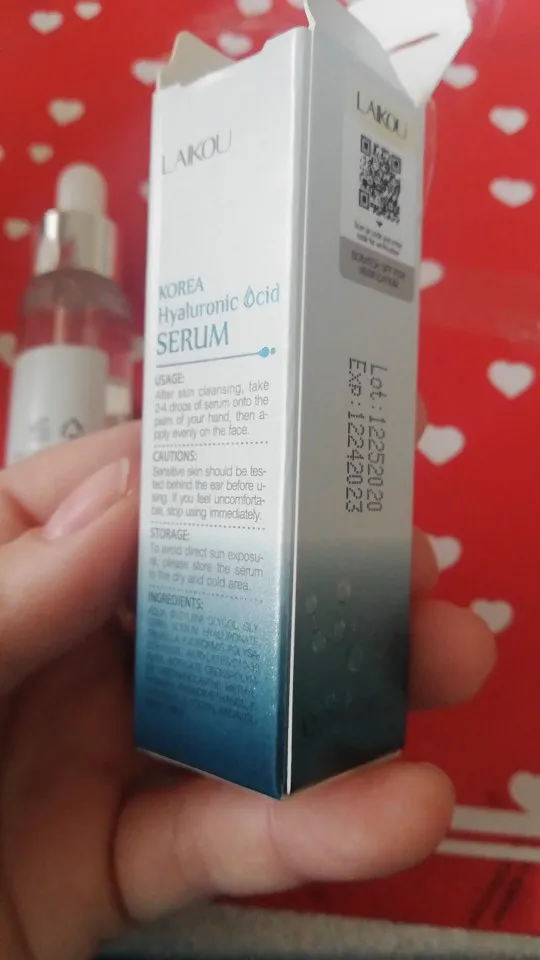 LAIKOU
KOREA
Hyaluronic Acid
SERUM
USAGE:
After skin cleansing, take
2-4 drops of serum onto the
palm of your hand, then a-
pply evenly on the face.
CAUTIONS:
Sensitive skin should be tes-
ted behind the ear before u-
sing. If you feel uncomforta-
ble, stop using immediately.
STORAGE:
To avoid direct sun exposu-
re, please store the serum
in the dry and cold area.
INGREDIENTS:
LAIKOU
Lot:12252020
Exp:12242023